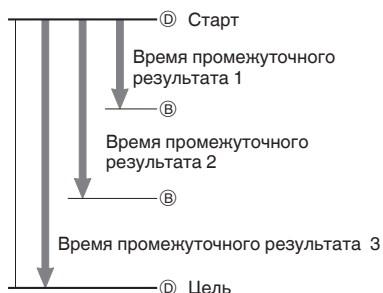 Ⓓ Старт
Время промежуточного
результата 1
Ⓑ
Время промежуточного
результата 2
Ⓑ
Время промежуточного результата 3
Ⓓ Цель